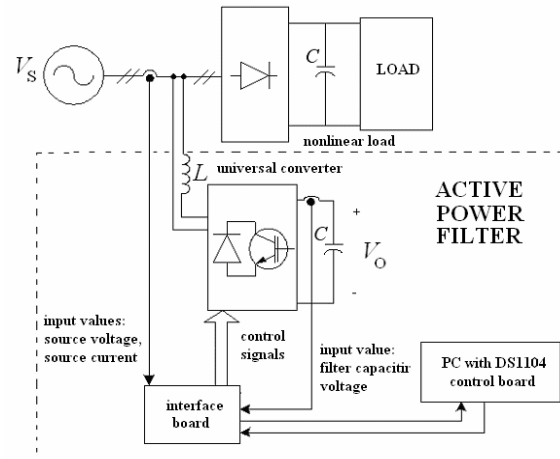 V_S
C
LOAD
nonlinear load
L
universal converter
ACTIVE
POWER
FILTER
C
+
V_O
-
input values:
source voltage,
source current
control
signals
input value:
filter capacitir
voltage
PC with DS1104
control board
interface
board